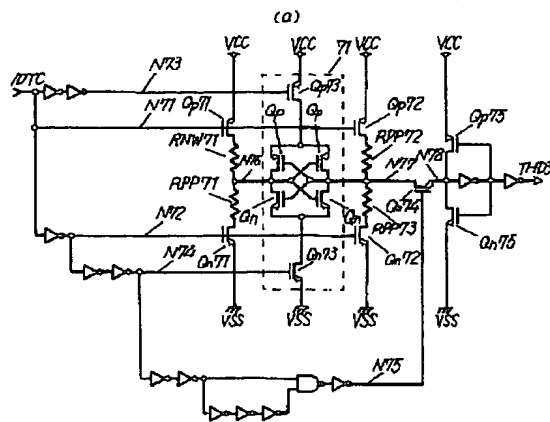 (a)
VCC VCC VCC VCC
71
IDTC N73 Qp73
N71 Qp71 Qp Qp Qp72 Qp75
RNW71 N76 RPP72 N77 N78
RPP71 Qn Qn Qn74 RPP73 THD3
N72 Qn75
N74 Qn71 Qn73 Qn72
VSS VSS VSS VSS
N75